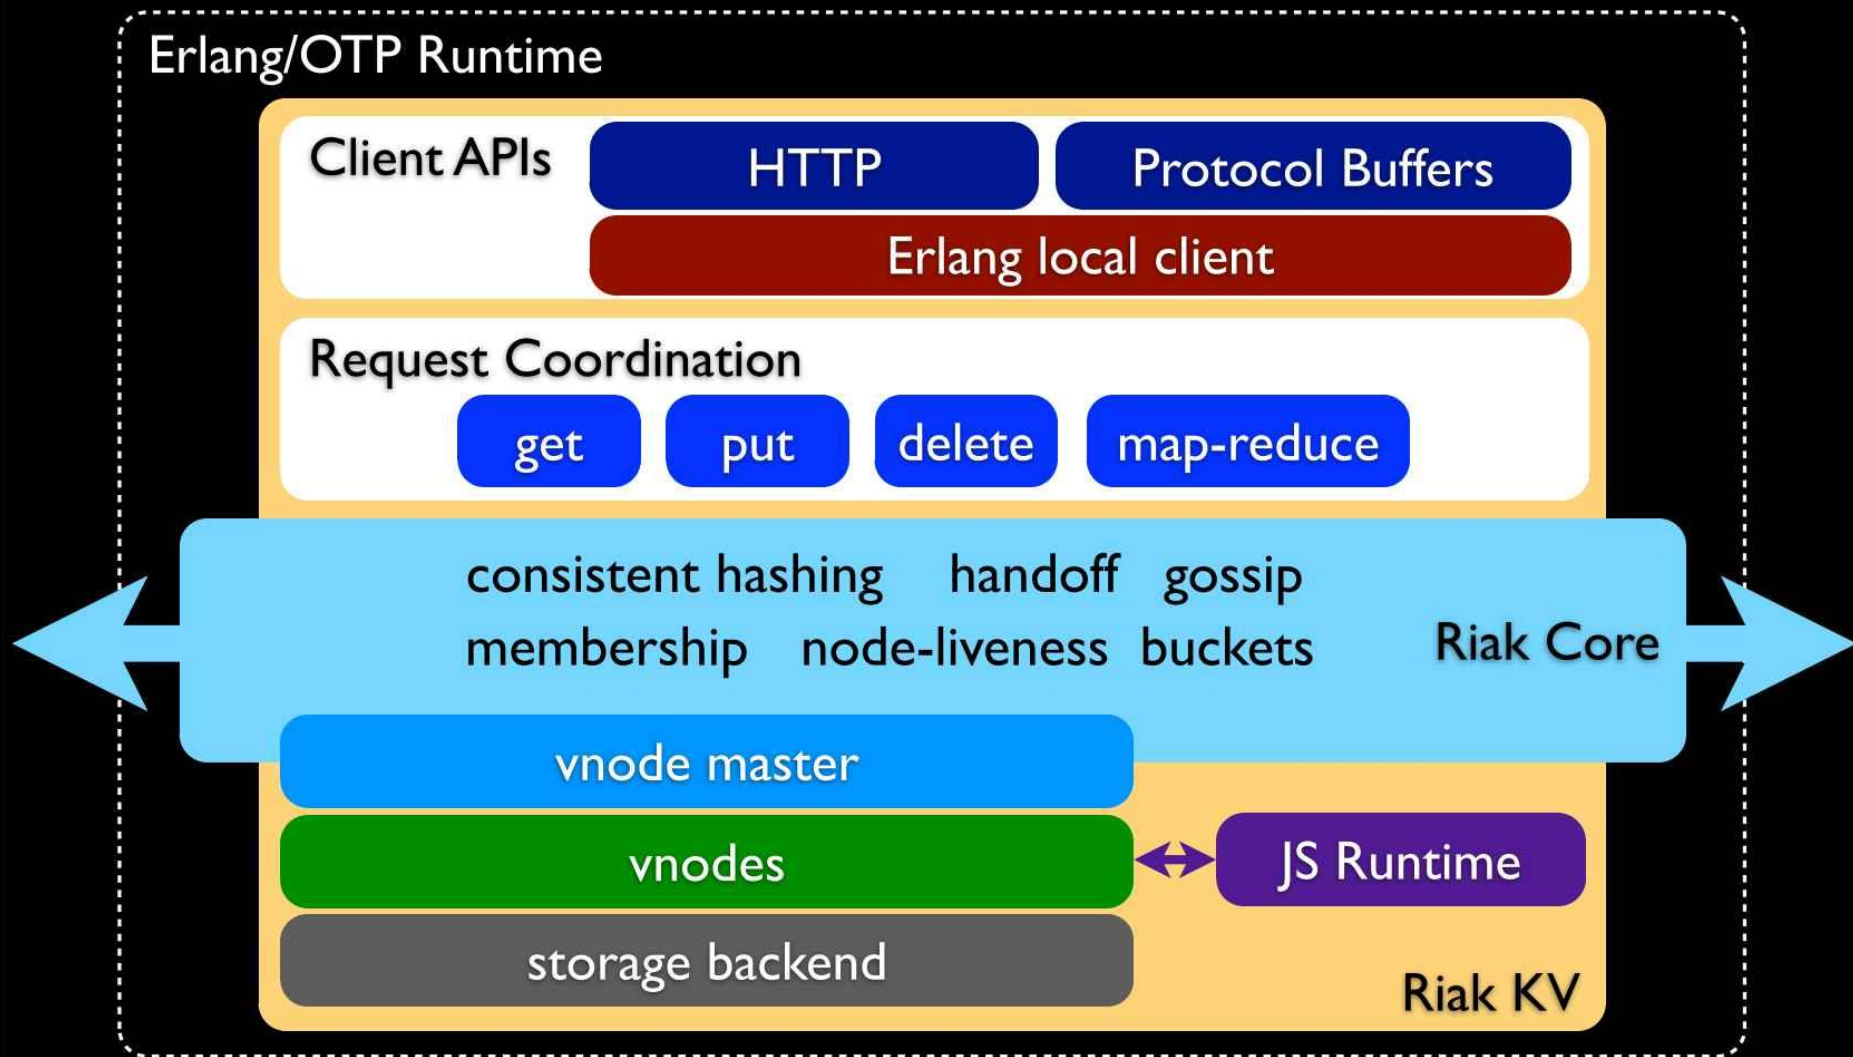 Erlang/OTP Runtime
Client APIs
HTTP
Protocol Buffers
Erlang local client
Request Coordination
get
put
delete
map-reduce
consistent hashing handoff gossip
membership node-liveness buckets
Riak Core
vnode master
vnodes
JS Runtime
storage backend
Riak KV